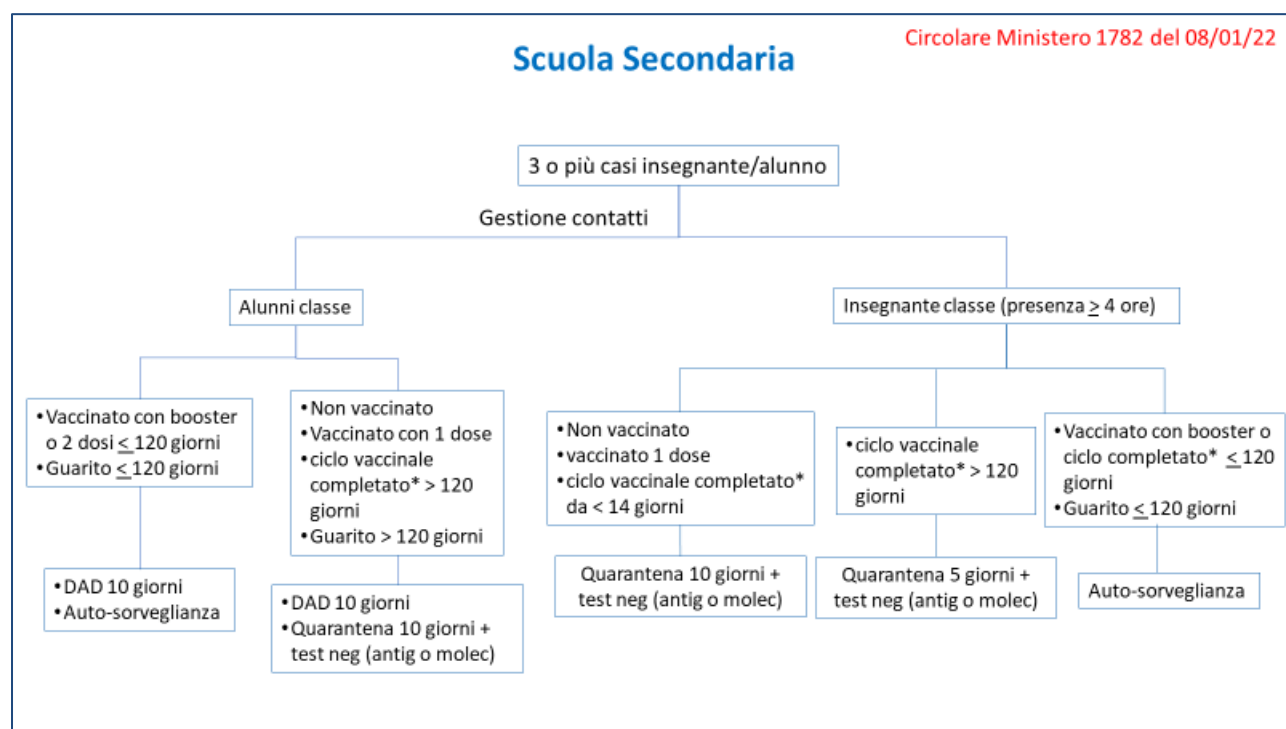 Circolare Ministero 1782 del 08/01/22
Scuola Secondaria
3 o più casi insegnante/alunno
Gestione contatti
Alunni classe
Insegnante classe (presenza ≥ 4 ore)
•Vaccinato con booster
o 2 dosi ≤ 120 giorni
•Guarito ≤ 120 giorni
•Non vaccinato
•Vaccinato con 1 dose
•ciclo vaccinale
completato* > 120
giorni
•Guarito > 120 giorni
•Non vaccinato
•vaccinato 1 dose
•ciclo vaccinale completato*
da < 14 giorni
•ciclo vaccinale
completato* > 120
giorni
•Vaccinato con booster o
ciclo completato* ≤ 120
giorni
•Guarito ≤ 120 giorni
•DAD 10 giorni
•Auto-sorveglianza
•DAD 10 giorni
•Quarantena 10 giorni +
test neg (antig o molec)
Quarantena 10 giorni +
test neg (antig o molec)
Quarantena 5 giorni +
test neg (antig o molec)
Auto-sorveglianza